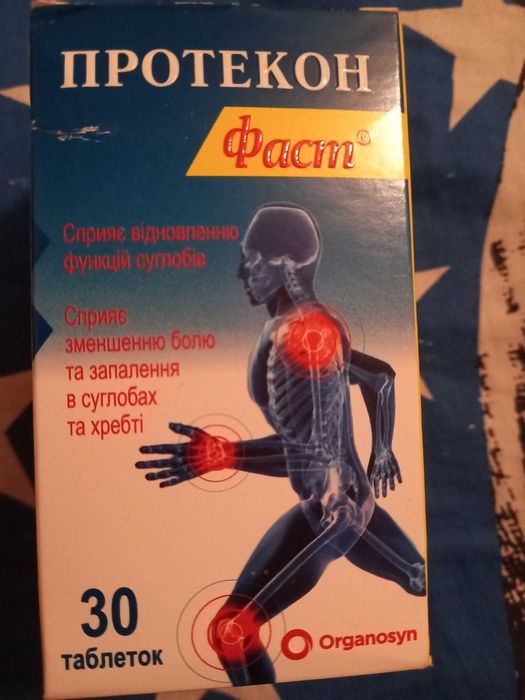 ПРОТЕКОН
Фаст®
Сприяє відновленню
функцій суглобів
Сприяє
зменшенню болю
та запалення
в суглобах
та хребті
30
таблеток
Organosyn